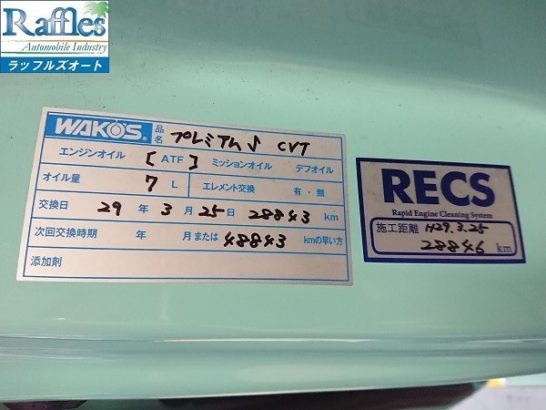 Raffles
Automobile Industry
ラッフルズオート
WAKO'S 品名 プレミアムS CVT
エンジンオイル [ATF] ミッションオイル デフオイル
オイル量 7 L エレメント交換 有・無
交換日 29 年 3 月 25 日 28843 km
次回交換時期 年 月または 48843 kmの早い方
添加剤
RECS
Rapid Engine Cleaning System
施工距離 H29.3.25
28846 km